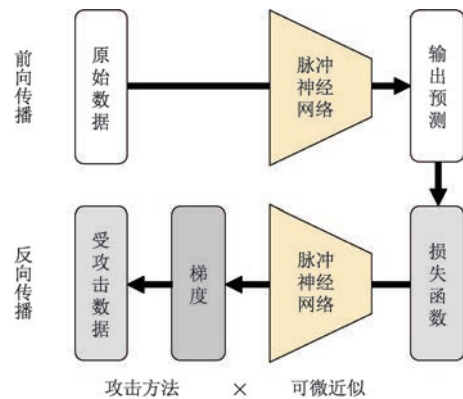 前向传播
原始数据
脉冲
神经
网络
输出预测
反向传播
受攻击数据
梯度
脉冲
神经
网络
损失函数
攻击方法 × 可微近似